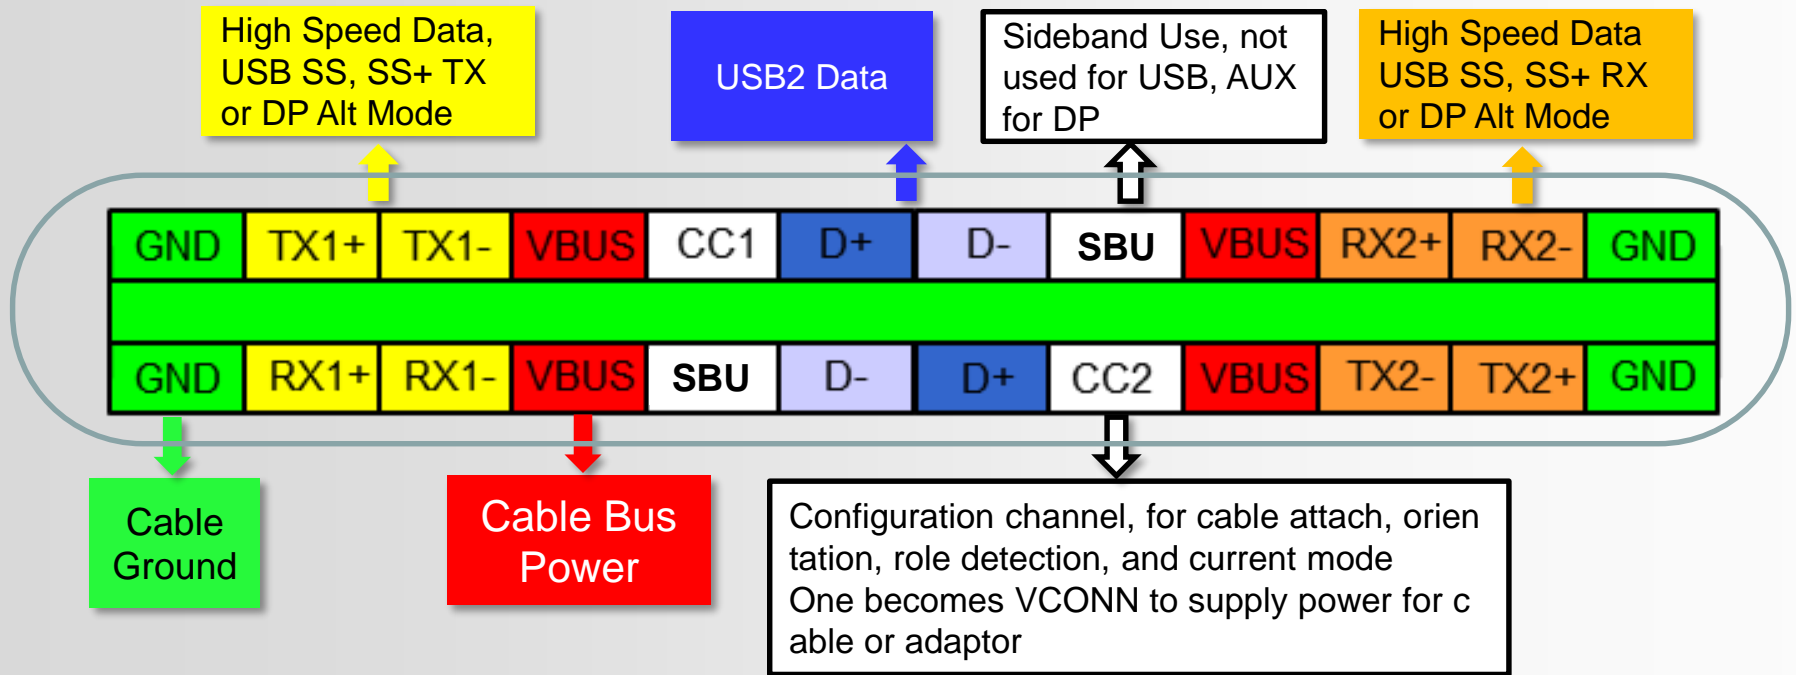 High Speed Data,
USB SS, SS+ TX
or DP Alt Mode
USB2 Data
Sideband Use, not
used for USB, AUX
for DP
High Speed Data
USB SS, SS+ RX
or DP Alt Mode
GND TX1+ TX1- VBUS CC1 D+ D- SBU VBUS RX2+ RX2- GND
GND RX1+ RX1- VBUS SBU D- D+ CC2 VBUS TX2- TX2+ GND
Cable
Ground
Cable Bus
Power
Configuration channel, for cable attach, orien
tation, role detection, and current mode
One becomes VCONN to supply power for c
able or adaptor